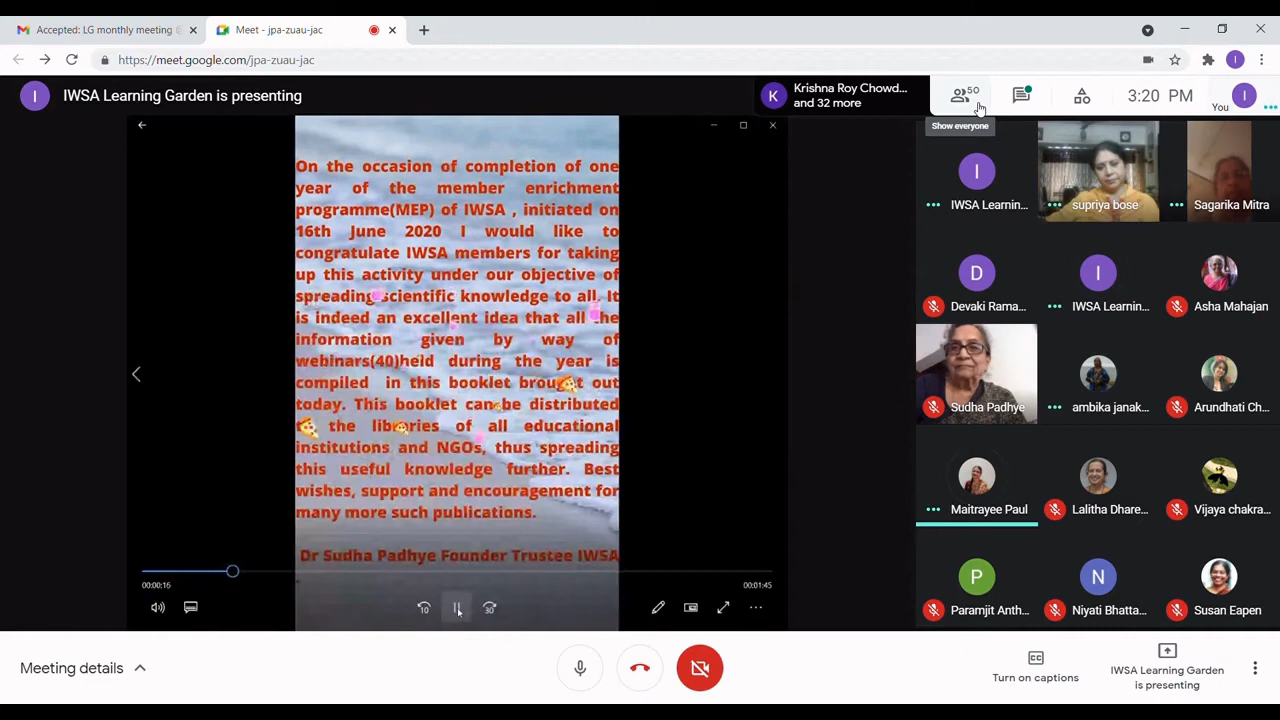 Accepted: LG monthly meeting
Meet - jpa-zuau-jac
https://meet.google.com/jpa-zuau-jac
I
I
IWSA Learning Garden is presenting
K
Krishna Roy Chowd...
and 32 more
50
3:20 PM
You
I
Show everyone
On the occasion of completion of one
year of the member enrichment
programme(MEP) of IWSA , initiated on
16th June 2020 I would like to
congratulate IWSA members for taking
up this activity under our objective of
spreading scientific knowledge to all. It
is indeed an excellent idea that all the
information given by way of
webinars(40)held during the year is
compiled in this booklet brought out
today. This booklet can be distributed
the libraries of all educational
institutions and NGOs, thus spreading
this useful knowledge further. Best
wishes, support and encouragement for
many more such publications.
Dr Sudha Padhye Founder Trustee IWSA
00:00:16
00:01:45
10
30
I
IWSA Learnin...
supriya bose
Sagarika Mitra
D
Devaki Rama...
I
IWSA Learnin...
Asha Mahajan
Sudha Padhye
ambika janak...
Arundhati Ch...
Maitrayee Paul
Lalitha Dhare...
Vijaya chakra...
P
Paramjit Anth...
N
Niyati Bhatta...
Susan Eapen
Meeting details
CC
Turn on captions
IWSA Learning Garden
is presenting